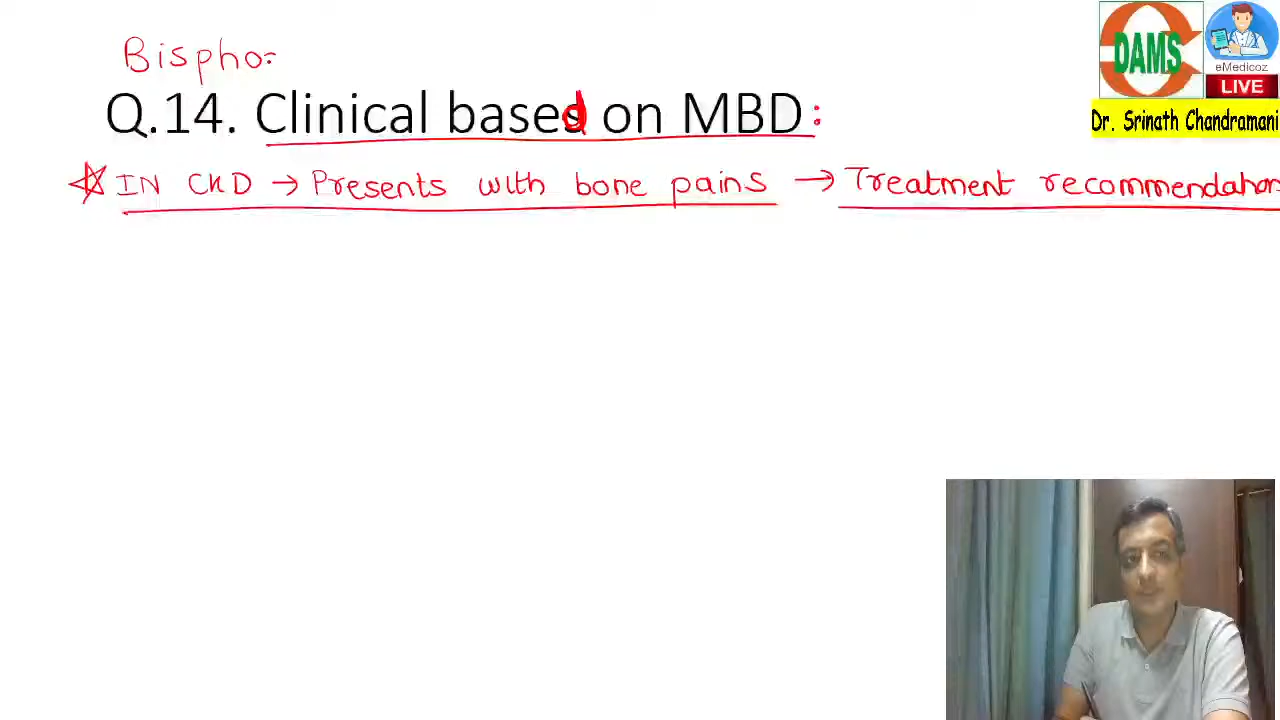 Bispho-
Q.14. Clinical based on MBD:
IN CKD → Presents with bone pains → Treatment recommendation
DAMS
eMedicoz
LIVE
Dr. Srinath Chandramani